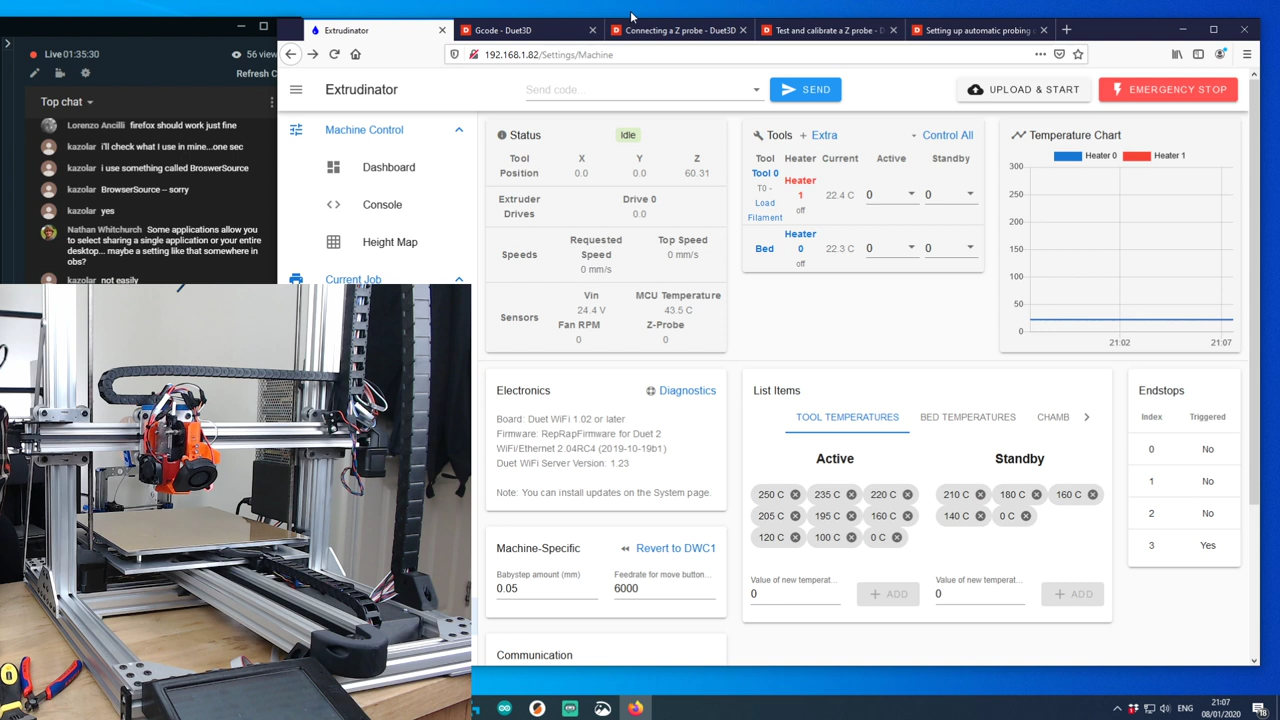 Live 01:35:30
56 view
Refresh C
Top chat
Lorenzo Ancilli firefox should work just fine
kazolar i'll check what I use in mine...one sec
kazolar i use something called BrowserSource
kazolar BroswerSource – sorry
kazolar yes
Nathan Whitchurch Some applications allow you
to select sharing a single application or your entire
desktop... maybe a setting like that somewhere in
obs?
kazolar not easily
Extrudinator
Gcode - Duet3D
Connecting a Z probe - Duet3D
Test and calibrate a Z probe - D
Setting up automatic probing
192.168.1.82/Settings/Machine
Extrudinator
Send code...
SEND
UPLOAD & START
EMERGENCY STOP
Machine Control
Dashboard
Console
Height Map
Current Job
Status
Idle
Tool
Position
X
0.0
Y
0.0
Z
60.31
Extruder
Drives
Drive 0
0.0
Speeds
Requested
Speed
0 mm/s
Top Speed
0 mm/s
Sensors
Vin
24.4 V
MCU Temperature
43.5 C
Fan RPM
0
Z-Probe
0
Tools + Extra
Control All
Tool Heater Current Active Standby
Tool 0
T0 -
Load
Filament
Heater
1
off
22.4 C
0
0
Bed
Heater
0
off
22.3 C
0
0
Temperature Chart
Heater 0 Heater 1
300
250
200
150
100
50
0
21:02
21:07
Electronics
Diagnostics
Board: Duet WiFi 1.02 or later
Firmware: RepRapFirmware for Duet 2
WiFi/Ethernet 2.04RC4 (2019-10-19b1)
Duet WiFi Server Version: 1.23
Note: You can install updates on the System page.
Machine-Specific
Revert to DWC1
Babystep amount (mm)
0.05
Feedrate for move button...
6000
Communication
List Items
TOOL TEMPERATURES
BED TEMPERATURES
CHAMB
Active
250 C 235 C 220 C
205 C 195 C 160 C
120 C 100 C 0 C
Standby
210 C 180 C 160 C
140 C 0 C
Value of new temperat...
0
ADD
Value of new temperat...
0
ADD
Endstops
Index Triggered
0 No
1 No
2 No
3 Yes
ENG
21:07
08/01/2020
18